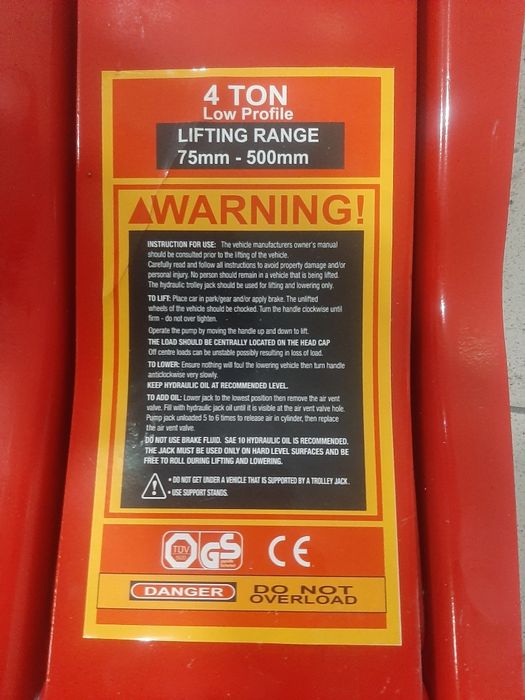 4 TON
Low Profile
LIFTING RANGE
75mm - 500mm
WARNING!
INSTRUCTION FOR USE: The vehicle manufacturers owner's manual
should be consulted prior to the lifting of the vehicle.
Carefully read and follow all instructions to avoid property damage and/or
personal injury. No person should remain in a vehicle that is being lifted.
The hydraulic trolley jack should be used for lifting and lowering only.
TO LIFT: Place car in park/gear and/or apply brake. The unlifted
wheels of the vehicle should be chocked. Turn the handle clockwise until
firm - do not over tighten.
Operate the pump by moving the handle up and down to lift.
THE LOAD SHOULD BE CENTRALLY LOCATED ON THE HEAD CAP
Off centre loads can be unstable possibly resulting in loss of load.
TO LOWER: Ensure nothing will foul the lowering vehicle then turn handle
anticlockwise very slowly.
KEEP HYDRAULIC OIL AT RECOMMENDED LEVEL.
TO ADD OIL: Lower jack to the lowest position then remove the air vent
valve. Fill with hydraulic jack oil until it is visible at the air vent valve hole.
Pump jack unloaded 5 to 6 times to release air in cylinder, then replace
the air vent valve.
DO NOT USE BRAKE FLUID. SAE 10 HYDRAULIC OIL IS RECOMMENDED.
THE JACK MUST BE USED ONLY ON HARD LEVEL SURFACES AND BE
FREE TO ROLL DURING LIFTING AND LOWERING.
• DO NOT GET UNDER A VEHICLE THAT IS SUPPORTED BY A TROLLEY JACK.
• USE SUPPORT STANDS.
TÜV GS CE
DANGER DO NOT
OVERLOAD